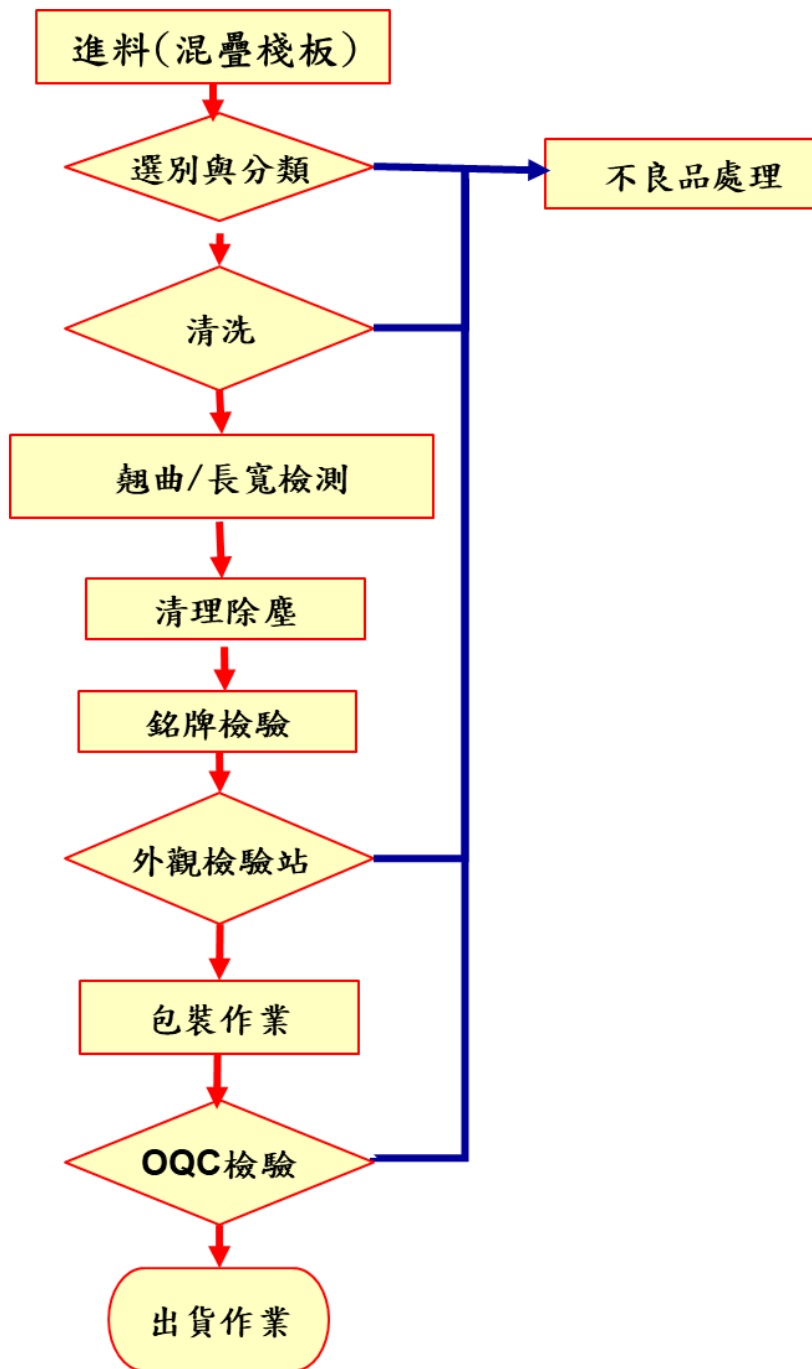 進料(混疊棧板)
選別與分類
不良品處理
清洗
翹曲/長寬檢測
清理除塵
銘牌檢驗
外觀檢驗站
包裝作業
OQC檢驗
出貨作業